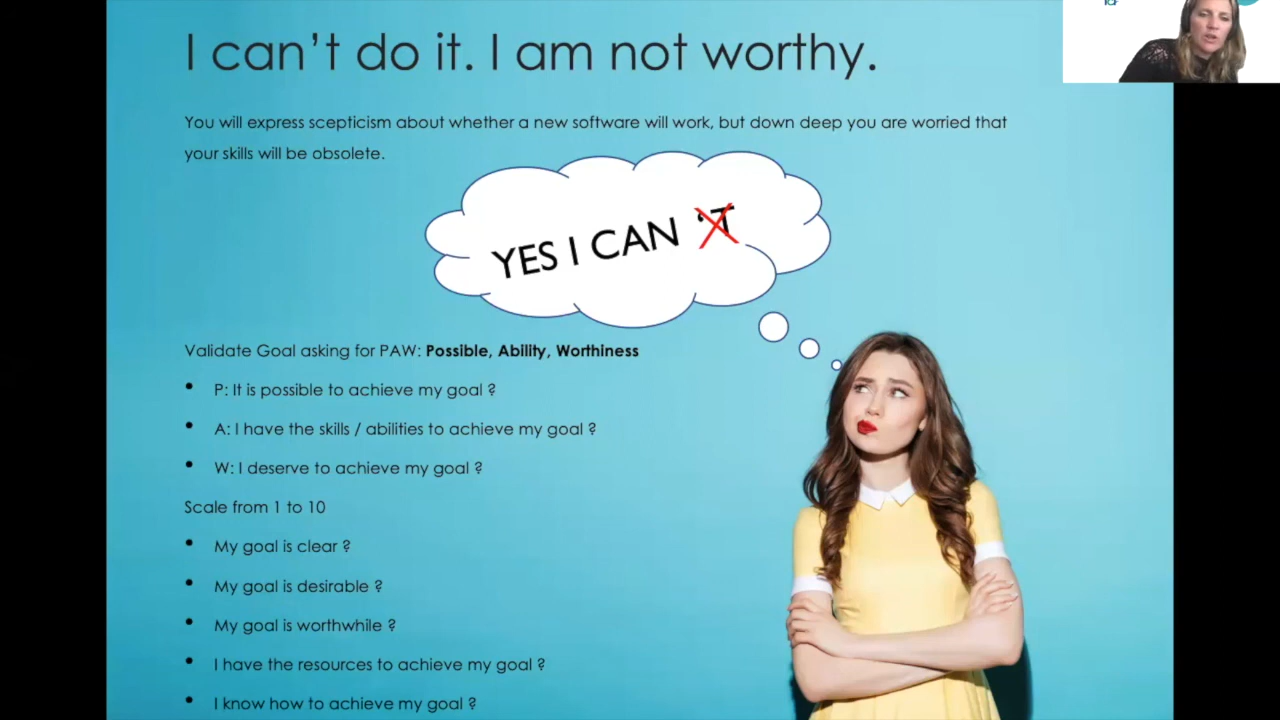 I can't do it. I am not worthy.
You will express scepticism about whether a new software will work, but down deep you are worried that
your skills will be obsolete.
YES I CAN 'T
Validate Goal asking for PAW: Possible, Ability, Worthiness
• P: It is possible to achieve my goal ?
• A: I have the skills / abilities to achieve my goal ?
• W: I deserve to achieve my goal ?
Scale from 1 to 10
• My goal is clear ?
• My goal is desirable ?
• My goal is worthwhile ?
• I have the resources to achieve my goal ?
• I know how to achieve my goal ?